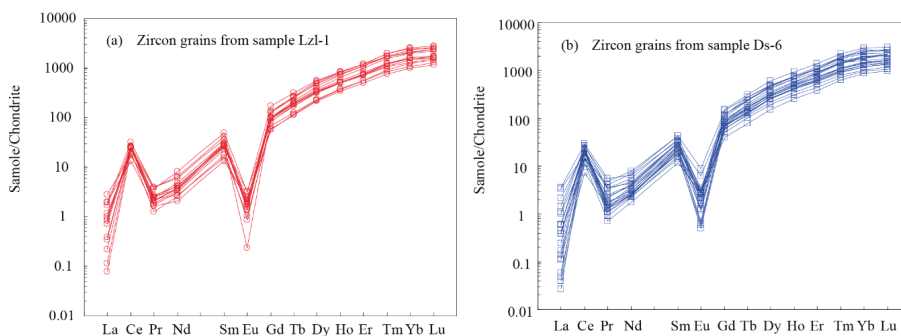 10000
1000
100
10
1
0.1
0.01
Samole/Chondrite
(a) Zircon grains from sample Lzl-1
La Ce Pr Nd Sm Eu Gd Tb Dy Ho Er Tm Yb Lu
10000
1000
100
10
1
0.1
0.01
Samole/Chondrite
(b) Zircon grains from sample Ds-6
La Ce Pr Nd Sm Eu Gd Tb Dy Ho Er Tm Yb Lu